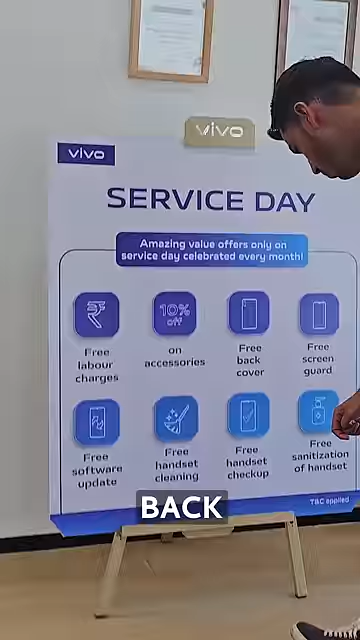 vivo
vivo
SERVICE DAY
Amazing value offers only on
service day celebrated every month!
Free
labour
charges
10%
off
on
accessories
Free
back
cover
Free
screen
guard
Free
software
update
Free
handset
cleaning
Free
handset
checkup
Free
sanitization
of handset
T&C applied
BACK